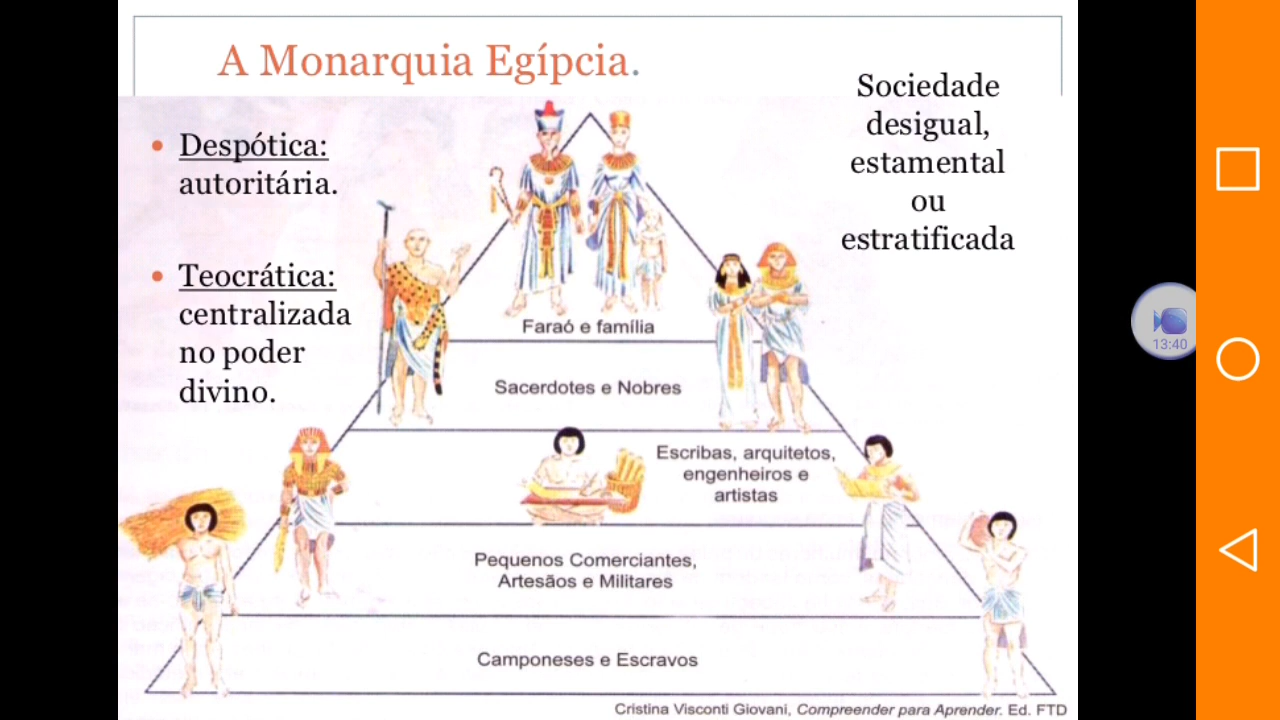 A Monarquia Egípcia.
Sociedade
desigual,
estamental
ou
estratificada
Despótica:
autoritária.
Teocrática:
centralizada
no poder
divino.
Faraó e família
Sacerdotes e Nobres
Escribas, arquitetos,
engenheiros e
artistas
Pequenos Comerciantes,
Artesãos e Militares
Camponeses e Escravos
Cristina Visconti Giovani, Compreender para Aprender. Ed. FTD
13:40